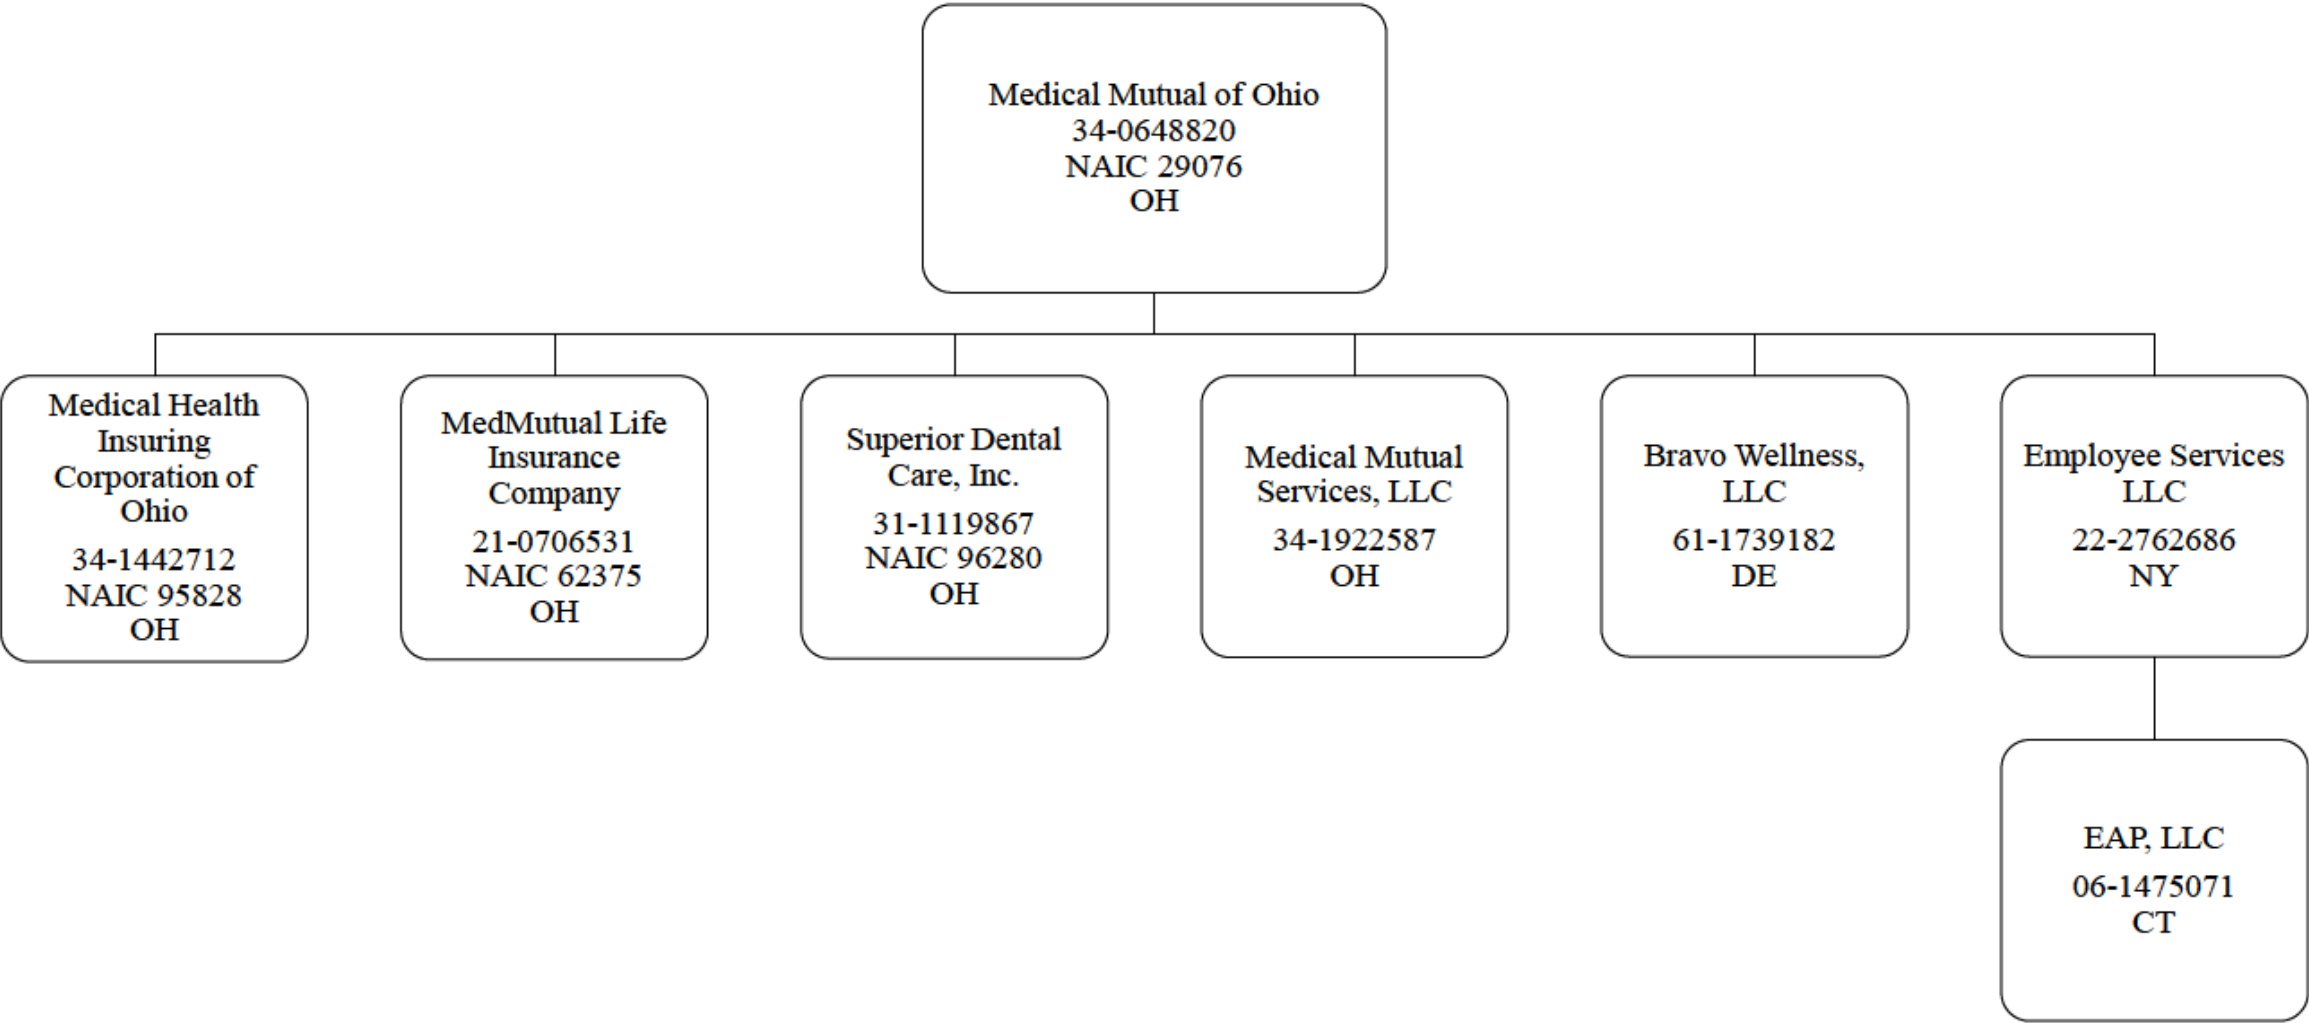 Medical Mutual of Ohio
34-0648820
NAIC 29076
OH
Medical Health
Insuring
Corporation of
Ohio
34-1442712
NAIC 95828
OH
MedMutual Life
Insurance
Company
21-0706531
NAIC 62375
OH
Superior Dental
Care, Inc.
31-1119867
NAIC 96280
OH
Medical Mutual
Services, LLC
34-1922587
OH
Bravo Wellness,
LLC
61-1739182
DE
Employee Services
LLC
22-2762686
NY
EAP, LLC
06-1475071
CT